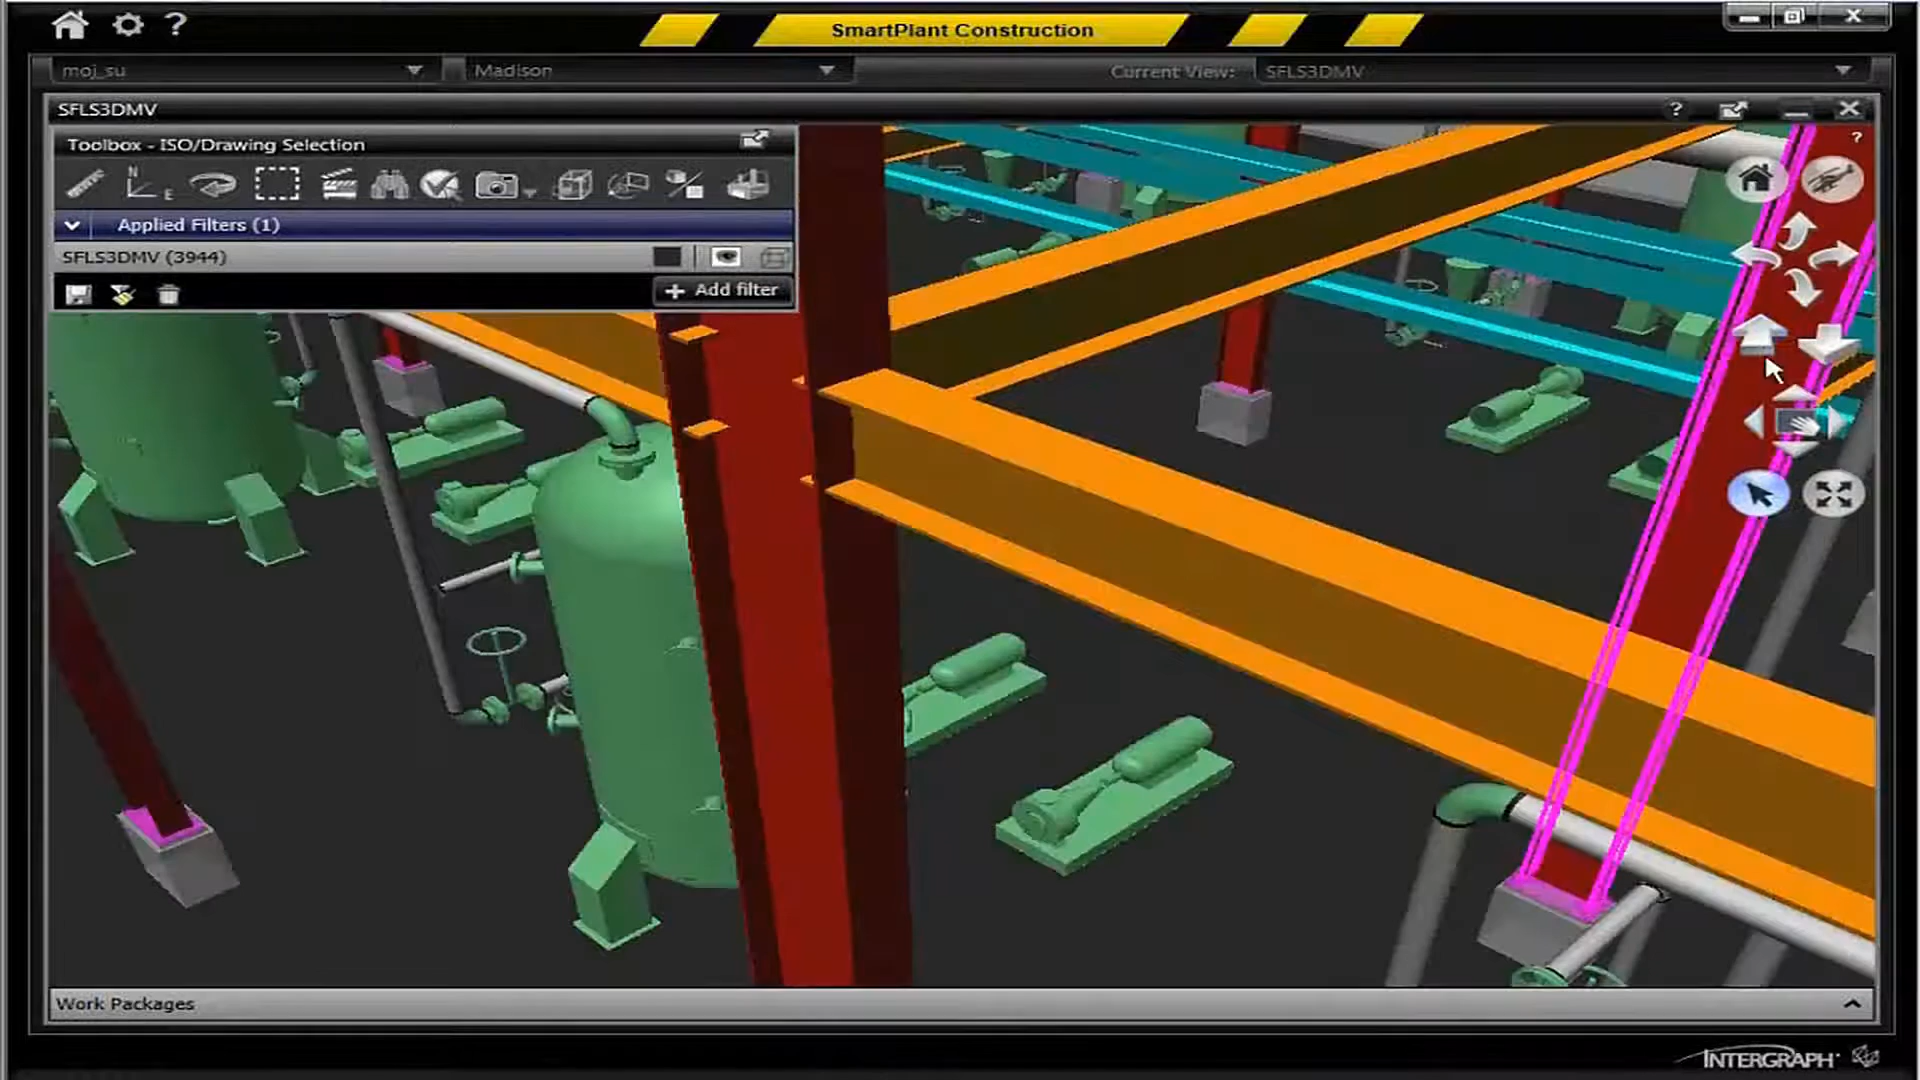 SmartPlant Construction
moj_su
Madison
Current View:
SFLS3DMV
SFLS3DMV
?
Toolbox - ISO/Drawing Selection
N
E
Applied Filters (1)
SFLS3DMV (3944)
+ Add filter
Work Packages
INTERGRAPH